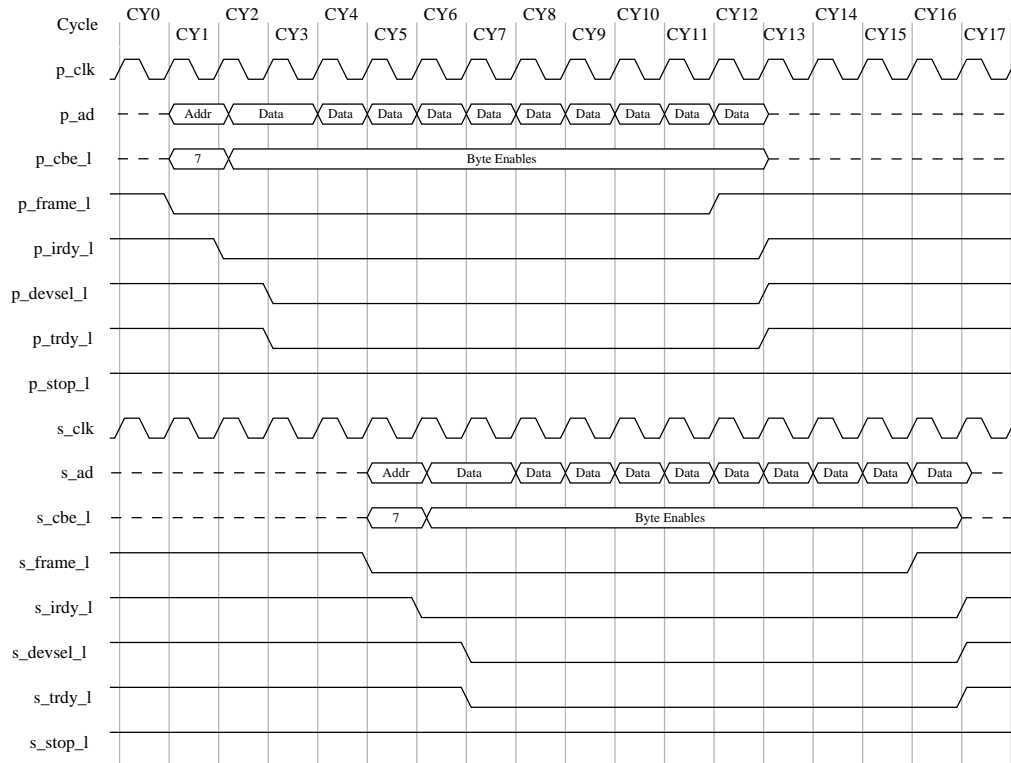 CY0 CY2 CY4 CY6 CY8 CY10 CY12 CY14 CY16
Cycle
CY1 CY3 CY5 CY7 CY9 CY11 CY13 CY15 CY17
p_clk
p_ad Addr Data Data Data Data Data Data Data Data Data Data
p_cbe_l 7 Byte Enables
p_frame_l
p_irdy_l
p_devsel_l
p_trdy_l
p_stop_l
s_clk
s_ad Addr Data Data Data Data Data Data Data Data Data Data
s_cbe_l 7 Byte Enables
s_frame_l
s_irdy_l
s_devsel_l
s_trdy_l
s_stop_l